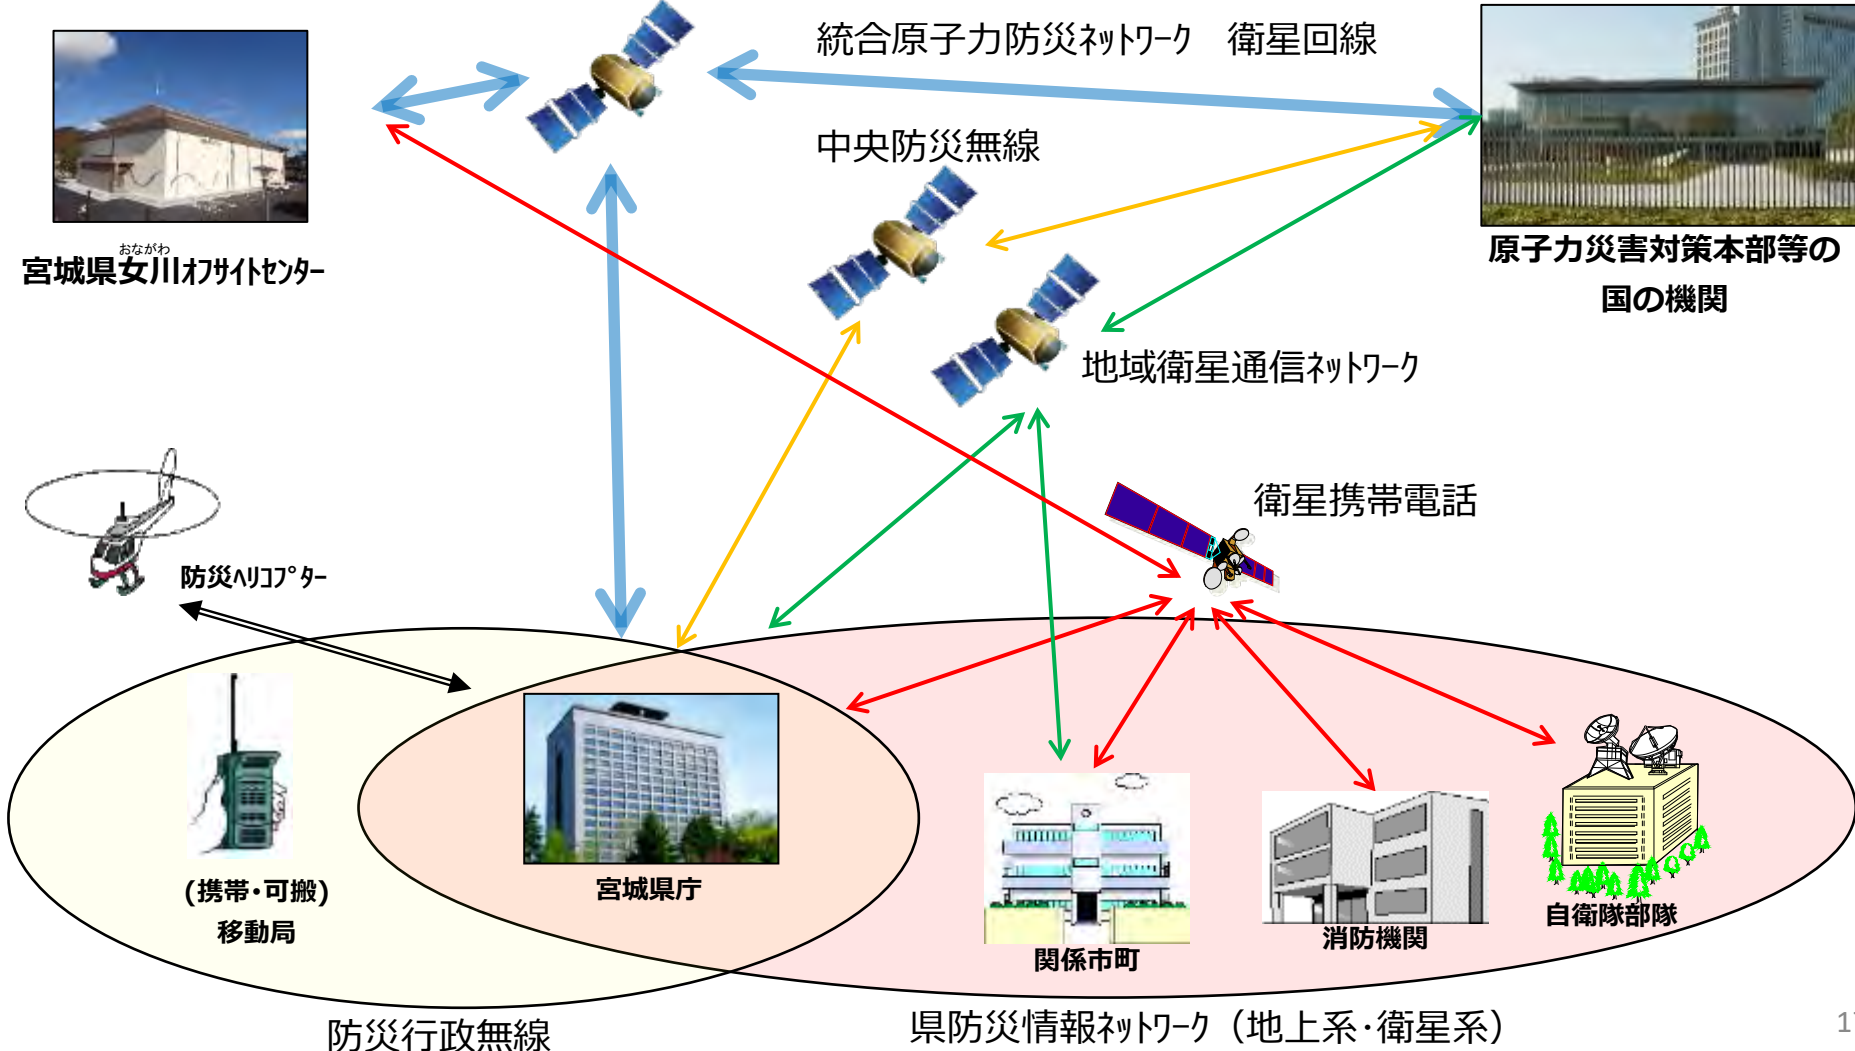 統合原子力防災ﾈｯﾄﾜｰｸ　衛星回線
中央防災無線
おながわ
宮城県女川ｵﾌｻｲﾄｾﾝﾀｰ
原子力災害対策本部等の
国の機関
地域衛星通信ﾈｯﾄﾜｰｸ
衛星携帯電話
防災ﾍﾘｺﾌﾟﾀｰ
(携帯・可搬)
移動局
宮城県庁
関係市町
消防機関
自衛隊部隊
防災行政無線
県防災情報ﾈｯﾄﾜｰｸ（地上系・衛星系）